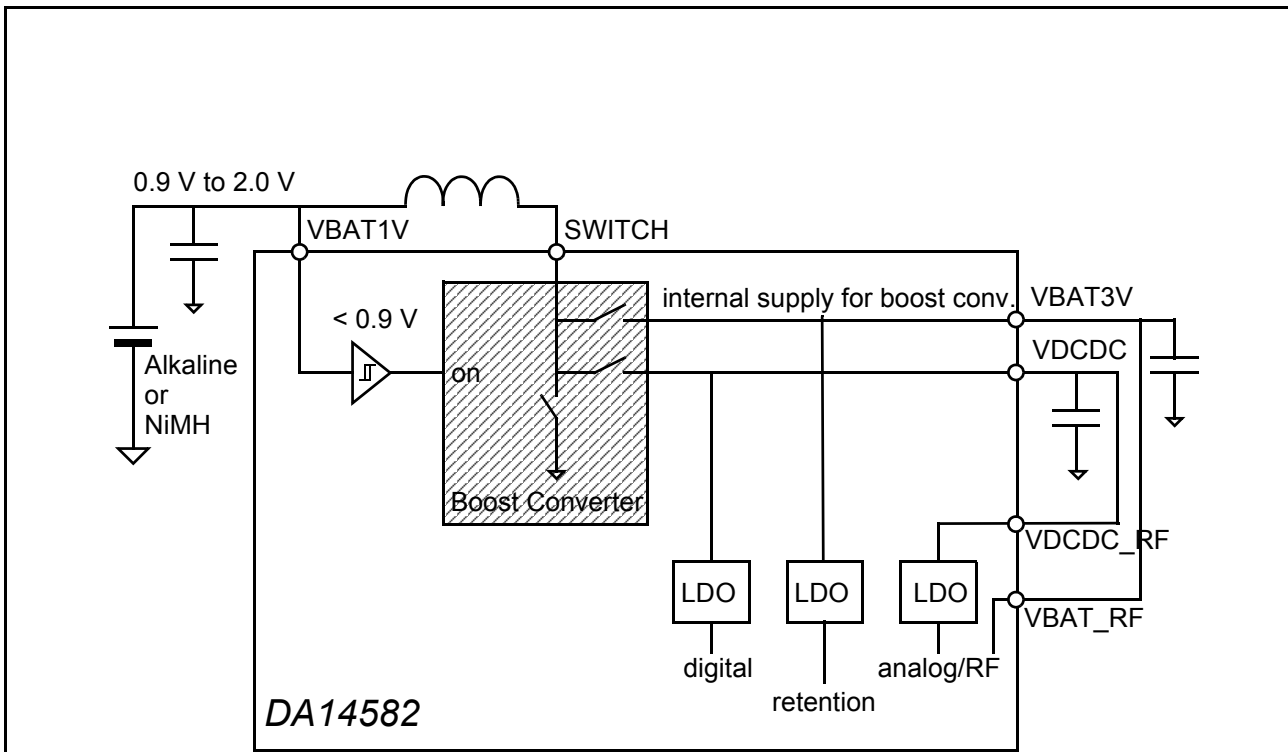 0.9 V to 2.0 V
VBAT1V
SWITCH
internal supply for boost conv.
VBAT3V
< 0.9 V
VDCDC
Alkaline
or
NiMH
on
Boost Converter
VDCDC_RF
LDO
LDO
LDO
VBAT_RF
digital
analog/RF
retention
DA14582